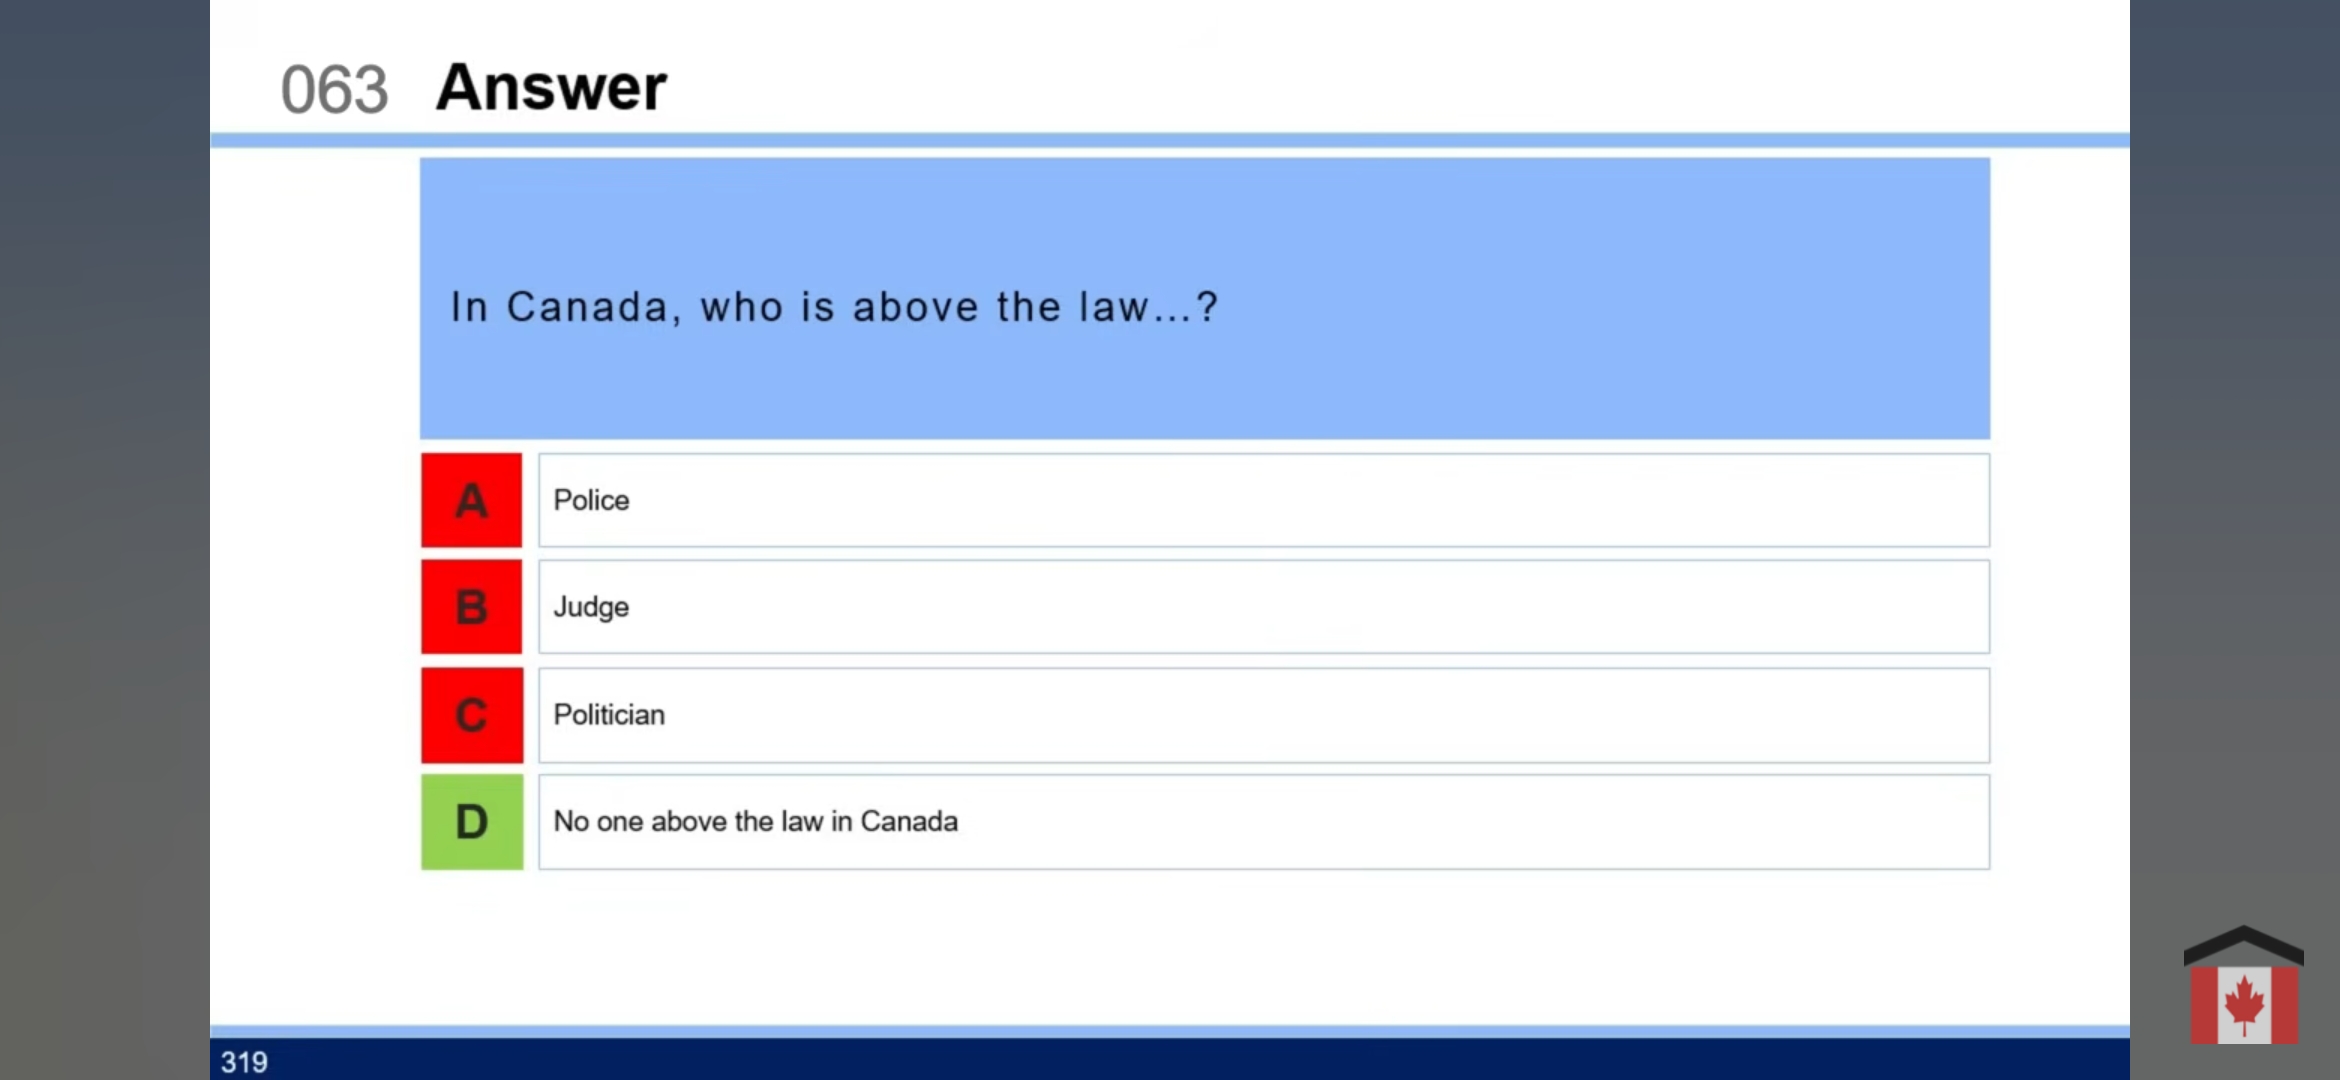 063 Answer
In Canada, who is above the law...?
A Police
B Judge
C Politician
D No one above the law in Canada
319